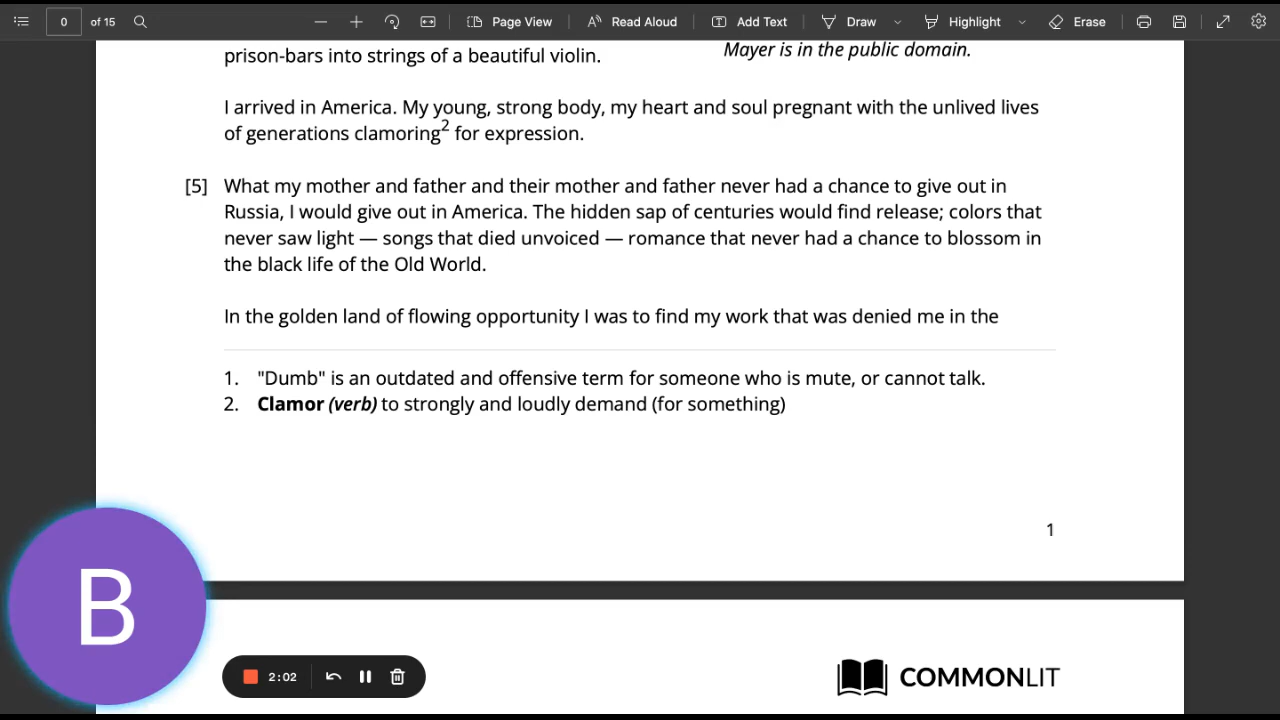 0 of 15 Page View Read Aloud Add Text Draw Highlight Erase
prison-bars into strings of a beautiful violin.
Mayer is in the public domain.
I arrived in America. My young, strong body, my heart and soul pregnant with the unlived lives
of generations clamoring2 for expression.
[5] What my mother and father and their mother and father never had a chance to give out in
Russia, I would give out in America. The hidden sap of centuries would find release; colors that
never saw light — songs that died unvoiced — romance that never had a chance to blossom in
the black life of the Old World.
In the golden land of flowing opportunity I was to find my work that was denied me in the
1. "Dumb" is an outdated and offensive term for someone who is mute, or cannot talk.
2. Clamor (verb) to strongly and loudly demand (for something)
1
B
2:02
COMMONLIT